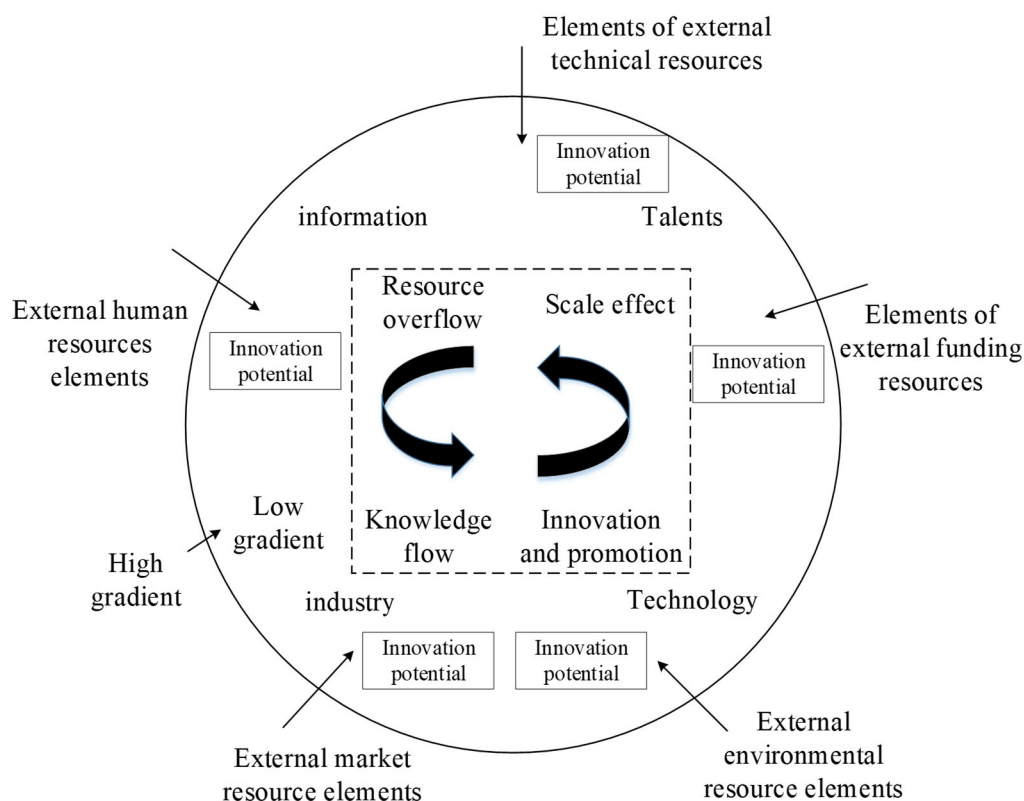 Elements of external
technical resources
Innovation
potential
information
Talents
External human
resources
elements
Innovation
potential
Resource
overflow
Scale effect
Elements of
external funding
resources
Innovation
potential
Low
gradient
High
gradient
Knowledge
flow
Innovation
and promotion
industry
Technology
Innovation
potential
Innovation
potential
External market
resource elements
External
environmental
resource elements